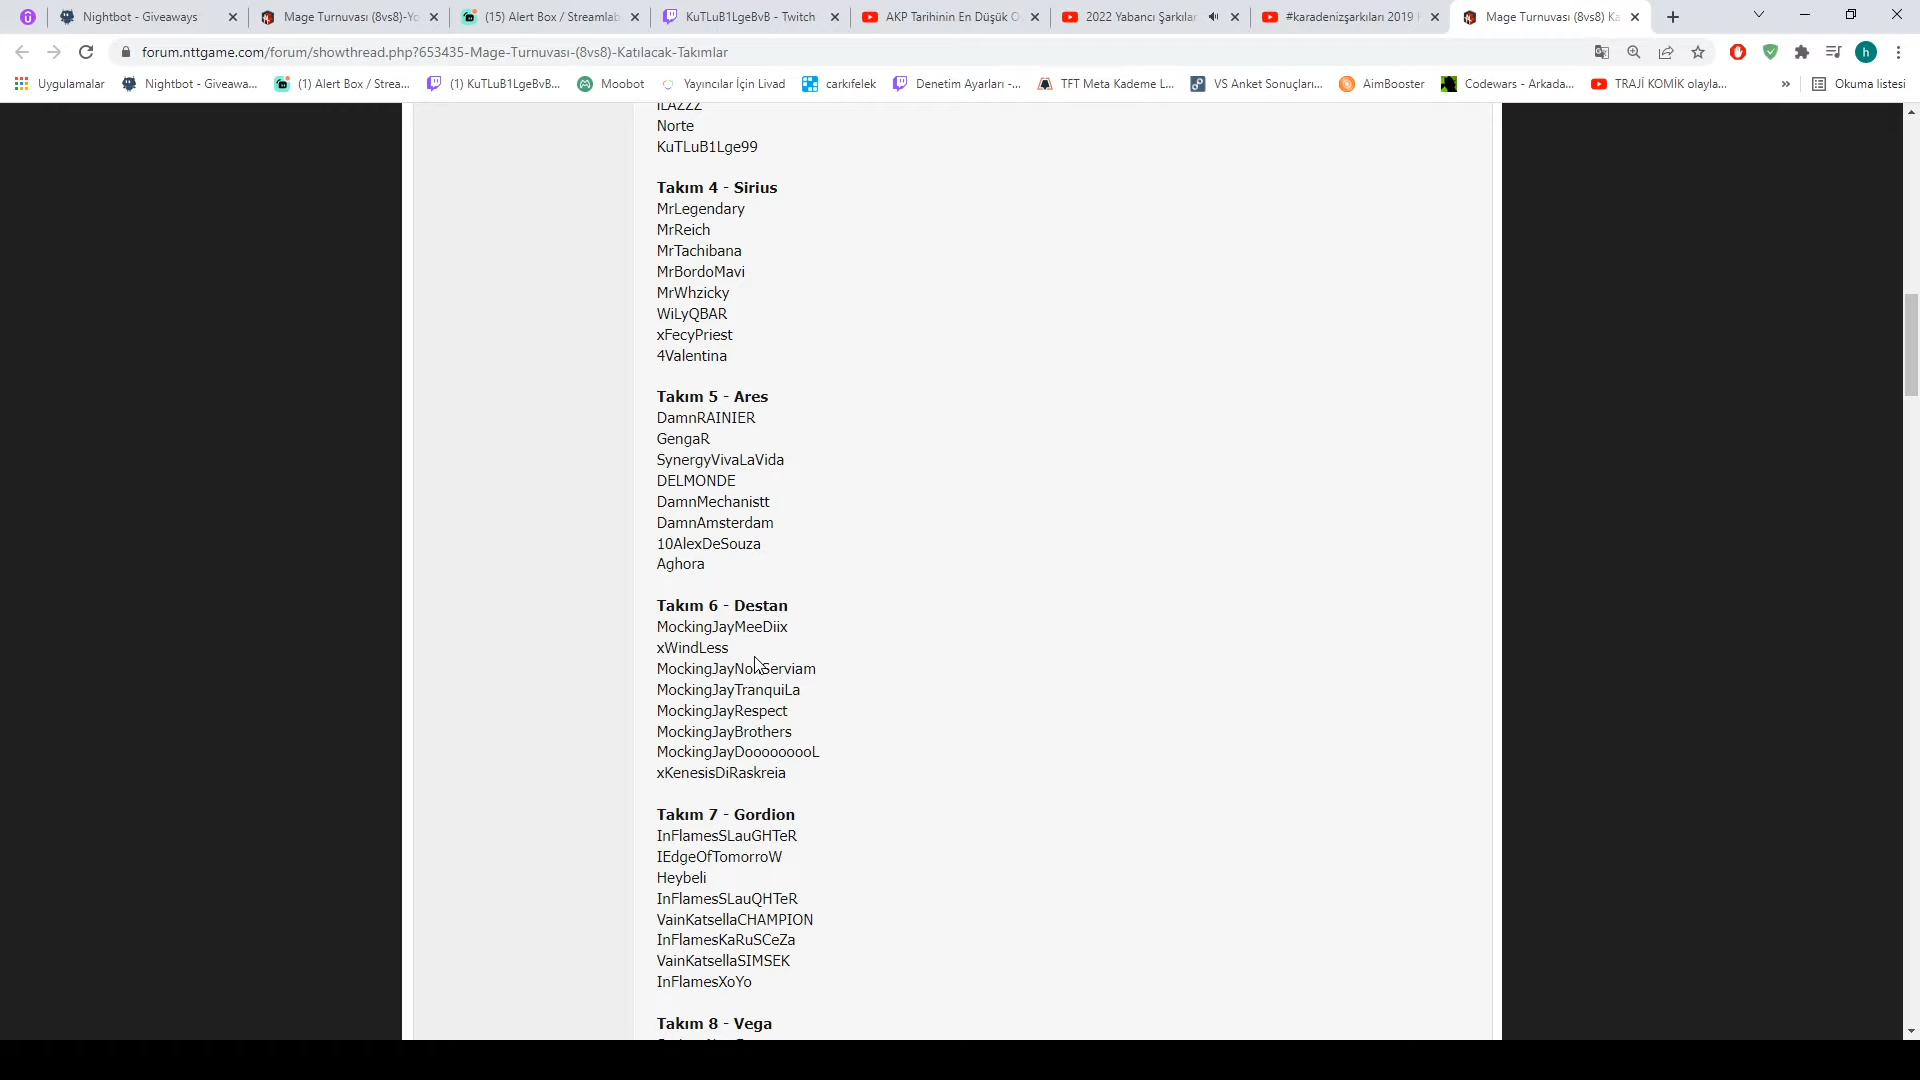 Nightbot - Giveaways
Mage Turnuvası (8vs8)-Yo
(15) Alert Box / Streamlab
KuTLuB1LgeBvB - Twitch
AKP Tarihinin En Düşük O
2022 Yabancı Şarkılar
#karadenizşarkıları 2019
Mage Turnuvası (8vs8) Ka
forum.nttgame.com/forum/showthread.php?653435-Mage-Turnuvası-(8vs8)-Katılacak-Takımlar
h
Uygulamalar
Nightbot - Giveawa...
(1) Alert Box / Strea...
(1) KuTLuB1LgeBvB...
Moobot
Yayıncılar İçin Livad
carkıfelek
Denetim Ayarları -...
TFT Meta Kademe L...
VS Anket Sonuçları...
AimBooster
Codewars - Arkada...
TRAJİ KOMİK olayla...
»
Okuma listesi
ILAZZZ
Norte
KuTLuB1Lge99
Takım 4 - Sirius
MrLegendary
MrReich
MrTachibana
MrBordoMavi
MrWhzicky
WiLyQBAR
xFecyPriest
4Valentina
Takım 5 - Ares
DamnRAINIER
GengaR
SynergyVivaLaVida
DELMONDE
DamnMechanistt
DamnAmsterdam
10AlexDeSouza
Aghora
Takım 6 - Destan
MockingJayMeeDiix
xWindLess
MockingJayNonServiam
MockingJayTranquiLa
MockingJayRespect
MockingJayBrothers
MockingJayDooooooooL
xKenesisDiRaskreia
Takım 7 - Gordion
InFlamesSLauGHTeR
IEdgeOfTomorroW
Heybeli
InFlamesSLauQHTeR
VainKatsellaCHAMPION
InFlamesKaRuSCeZa
VainKatsellaSIMSEK
InFlamesXoYo
Takım 8 - Vega